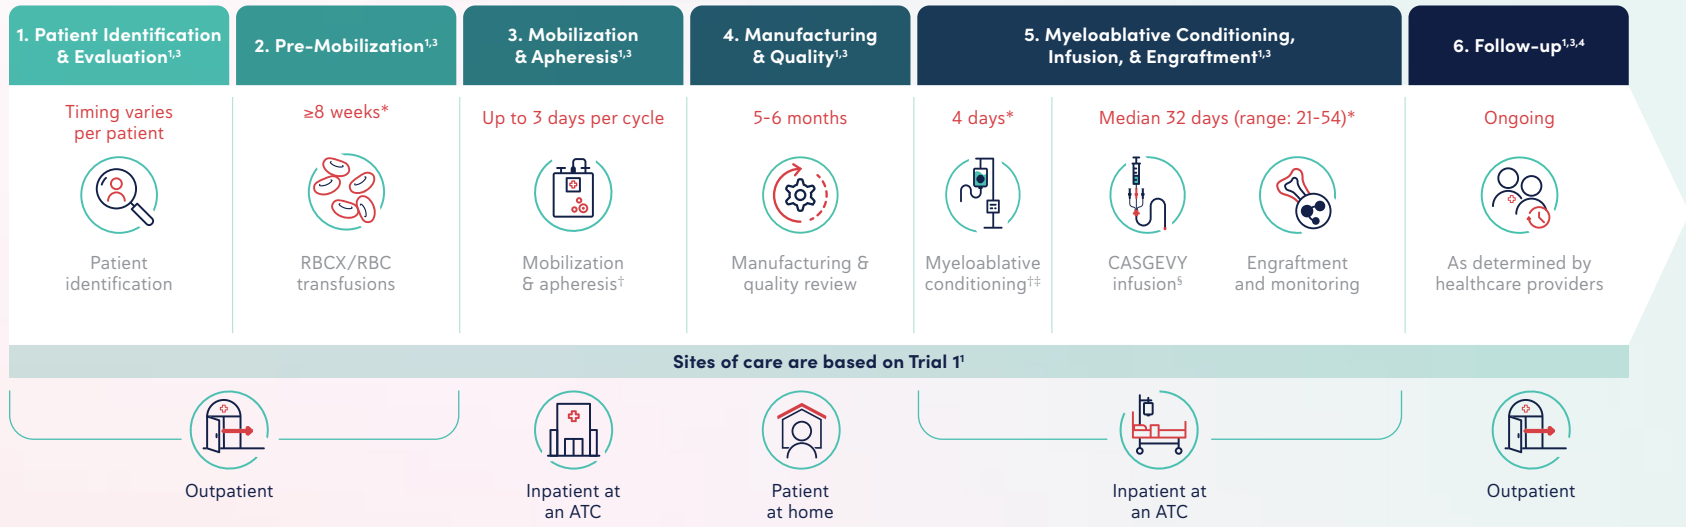 1. Patient Identification
& Evaluation¹,³
2. Pre-Mobilization¹,³
3. Mobilization
& Apheresis¹,³
4. Manufacturing
& Quality¹,³
5. Myeloablative Conditioning,
Infusion, & Engraftment¹,³
6. Follow-up¹,³,⁴
Timing varies
per patient
≥8 weeks*
Up to 3 days per cycle
5-6 months
4 days*
Median 32 days (range: 21-54)*
Ongoing
Patient
identification
RBCX/RBC
transfusions
Mobilization
& apheresis†
Manufacturing &
quality review
Myeloablative
conditioning†‡
CASGEVY
infusion§
Engraftment
and monitoring
As determined by
healthcare providers
Sites of care are based on Trial 1¹
Outpatient
Inpatient at
an ATC
Patient
at home
Inpatient at
an ATC
Outpatient